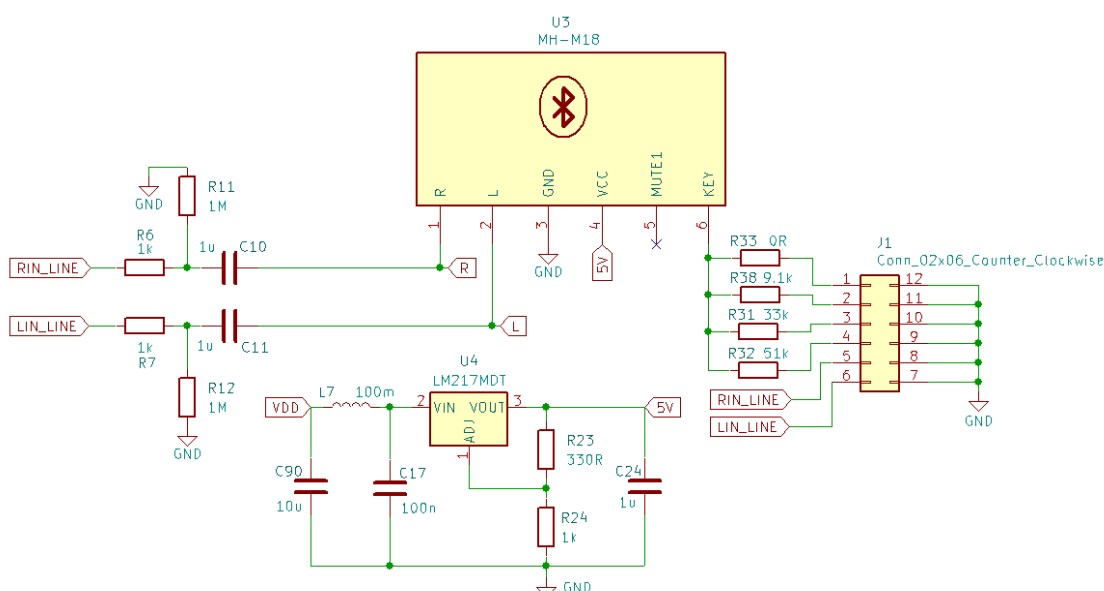 U3
MH-M18
R
L
GND
VCC
MUTE1
KEY
1
2
3
4
5
6
GND
5V
R11
1M
GND
R6
1k
1u
C10
RIN_LINE
R
LIN_LINE
L
1k
R7
1u
C11
R12
1M
GND
R33 0R
R38 9.1k
R31 33k
R32 51k
J1
Conn_02x06_Counter_Clockwise
1
12
2
11
3
10
4
9
5
8
6
7
RIN_LINE
LIN_LINE
GND
U4
LM217MDT
L7
100m
VDD
2
VIN
VOUT
3
ADJ
1
5V
R23
330R
C90
10u
C17
100n
C24
1u
R24
1k
GND